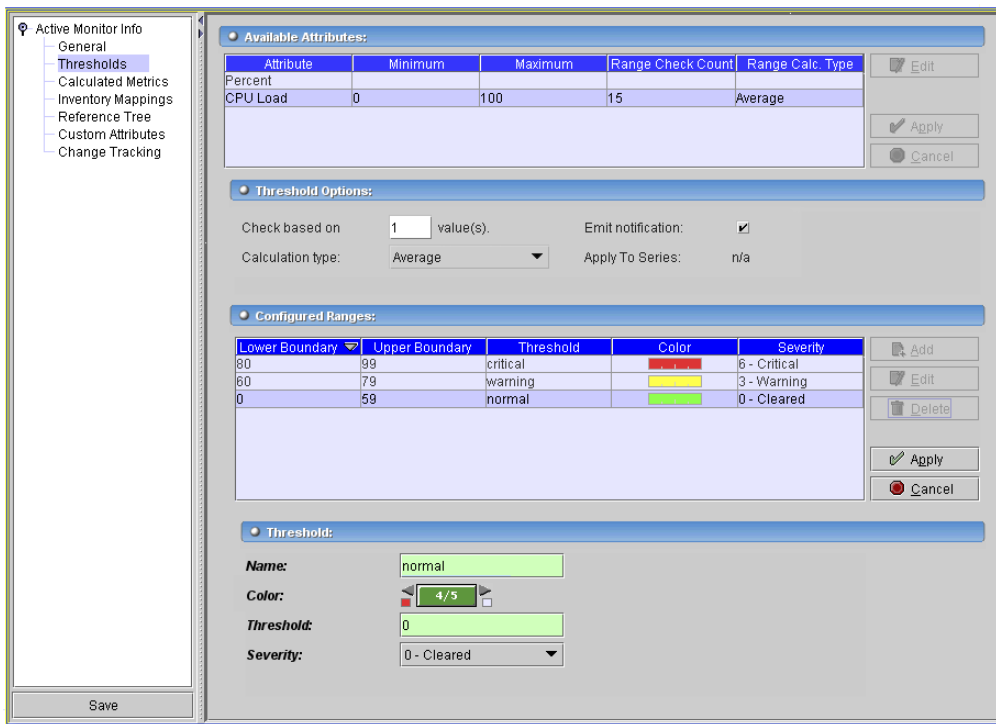 Active Monitor Info
General
Thresholds
Calculated Metrics
Inventory Mappings
Reference Tree
Custom Attributes
Change Tracking
Save
Available Attributes:
Attribute Minimum Maximum Range Check Count Range Calc. Type
Percent
CPU Load 0 100 15 Average
Edit
Apply
Cancel
Threshold Options:
Check based on 1 value(s). Emit notification:
Calculation type: Average Apply To Series: n/a
Configured Ranges:
Lower Boundary Upper Boundary Threshold Color Severity
80 99 critical 6 - Critical
60 79 warning 3 - Warning
0 59 normal 0 - Cleared
Add
Edit
Delete
Apply
Cancel
Threshold:
Name: normal
Color: 4/5
Threshold: 0
Severity: 0 - Cleared